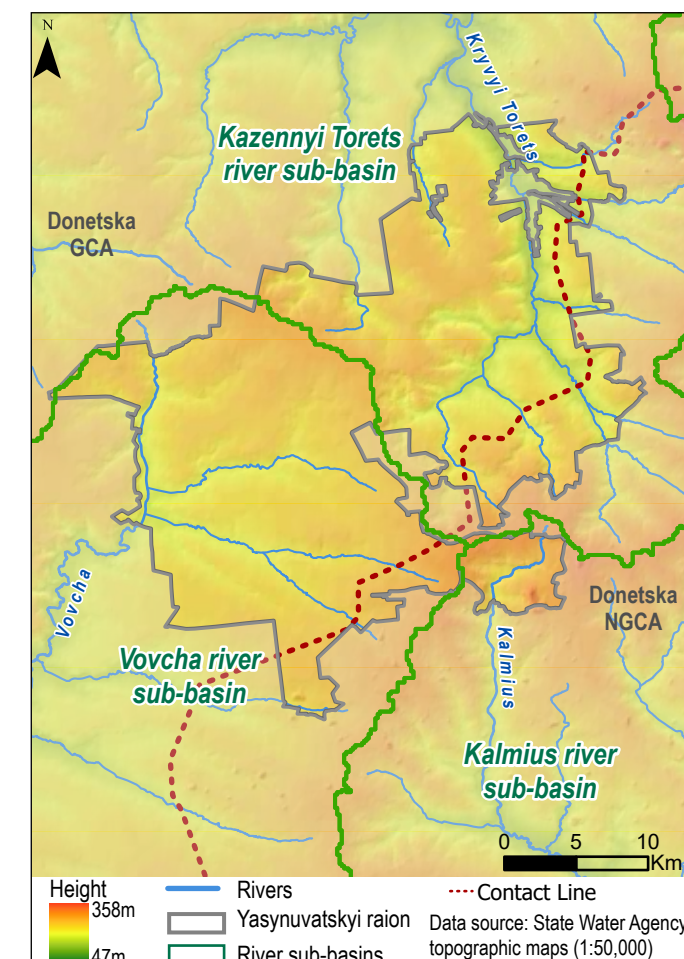 N
Kryvyi Torets
Kazennyi Torets
river sub-basin
Donetska
GCA
Vovcha
Donetska
NGCA
Vovcha river
sub-basin
Kalmius
Kalmius river
sub-basin
0 5 10
Km
Height
358m
47m
Rivers
Yasynuvatskyi raion
River sub-basins
Contact Line
Data source: State Water Agency
topographic maps (1:50,000)